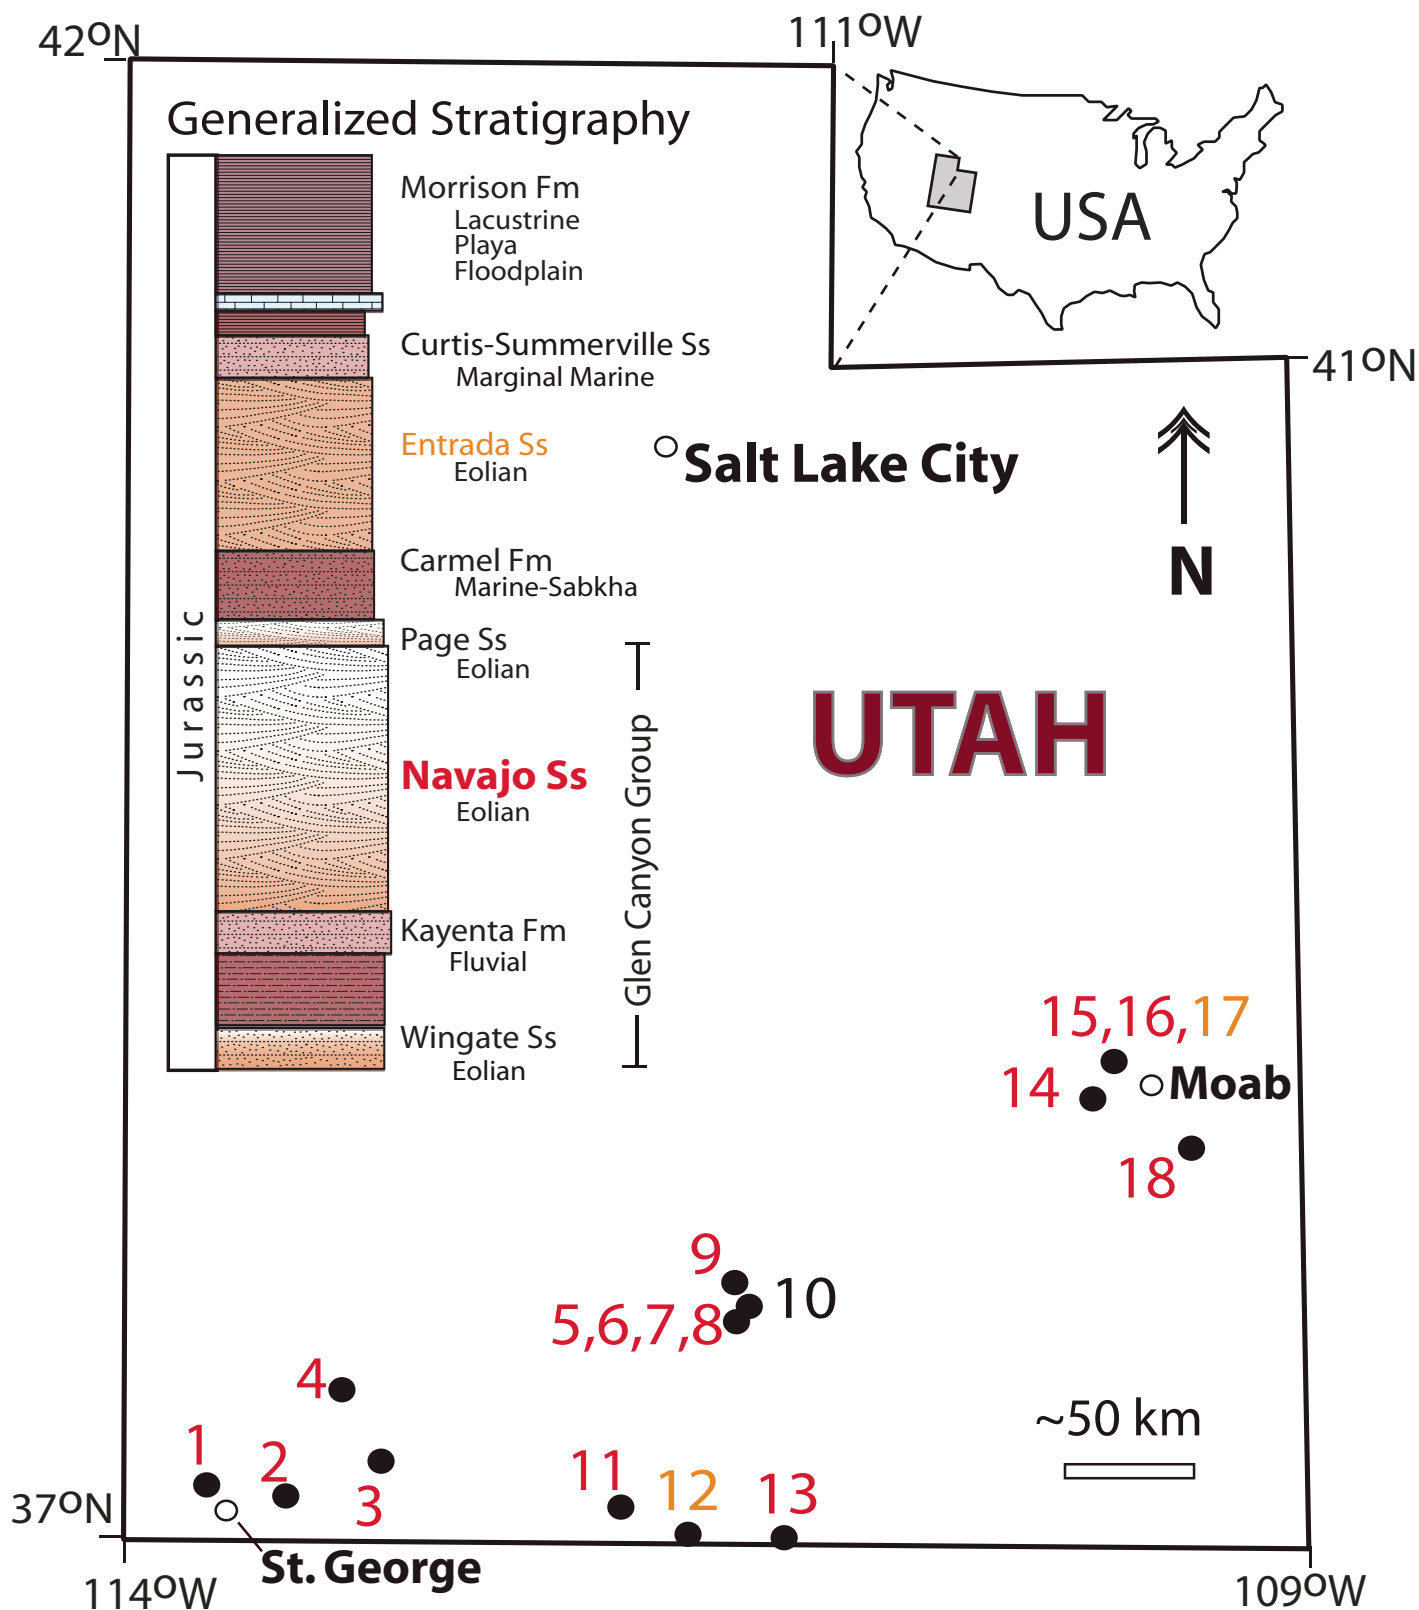 42ºN
111ºW
Generalized Stratigraphy
Morrison Fm
Lacustrine
Playa
Floodplain
USA
Curtis-Summerville Ss
Marginal Marine
41ºN
Entrada Ss
Eolian
Salt Lake City
N
Carmel Fm
Marine-Sabkha
Page Ss
Eolian
Jurassic
UTAH
Navajo Ss
Eolian
Glen Canyon Group
Kayenta Fm
Fluvial
Wingate Ss
Eolian
15,16,17
14
Moab
18
9
10
5,6,7,8
4
~50 km
1
2
3
11
12
13
37ºN
St. George
114ºW
109ºW